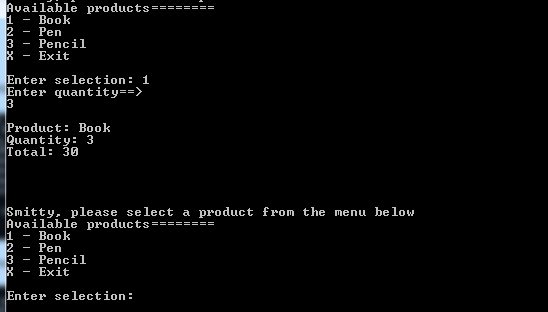 Available products========
1 - Book
2 - Pen
3 - Pencil
X - Exit
Enter selection: 1
Enter quantity==>
3
Product: Book
Quantity: 3
Total: 30
Smitty, please select a product from the menu below
Available products========
1 - Book
2 - Pen
3 - Pencil
X - Exit
Enter selection: